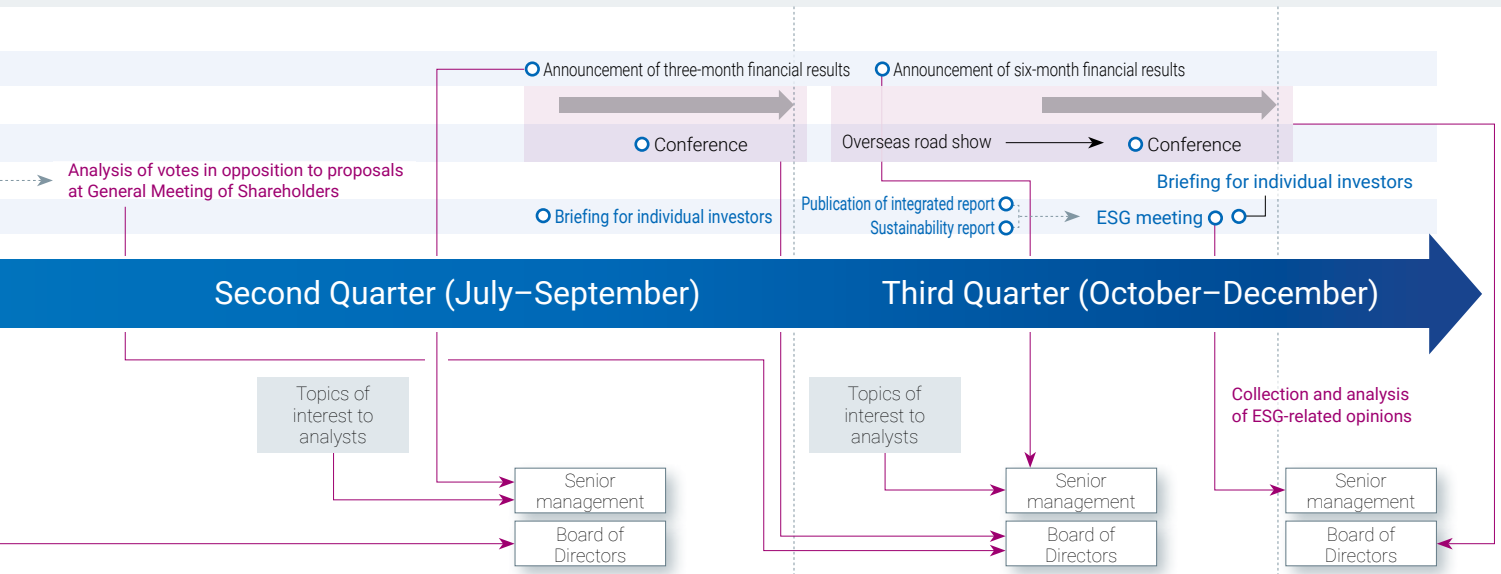 Announcement of three-month financial results
Announcement of six-month financial results
Conference
Overseas road show
Conference
Analysis of votes in opposition to proposals
at General Meeting of Shareholders
Briefing for individual investors
Briefing for individual investors
Publication of integrated report
Sustainability report
ESG meeting
Second Quarter (July–September)
Third Quarter (October–December)
Topics of
interest to
analysts
Topics of
interest to
analysts
Collection and analysis
of ESG-related opinions
Senior
management
Senior
management
Senior
management
Board of
Directors
Board of
Directors
Board of
Directors